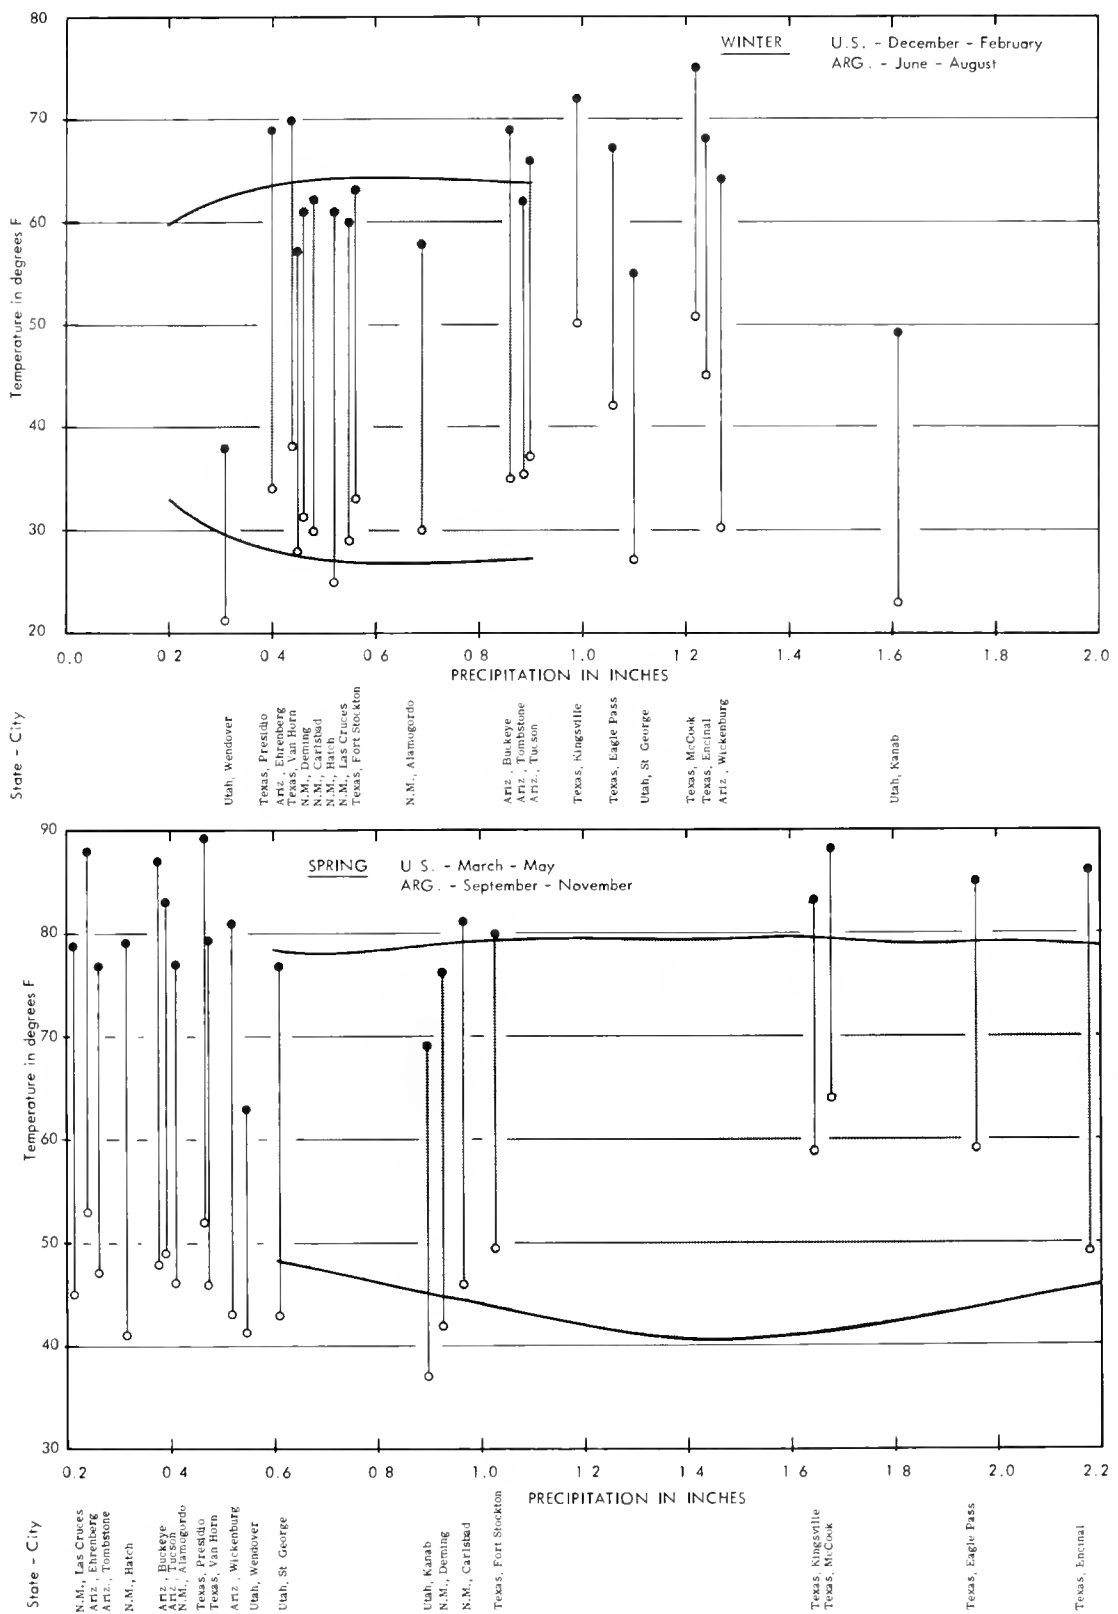 WINTER U.S. - December - February
ARG. - June - August
80
70
60
50
40
30
20
Temperature in degrees F
0.0 0 2 0 4 0 6 0 8 1.0 1.2 1.4 1.6 1.8 2.0
PRECIPITATION IN INCHES
State - City
Utah, Wendover
Texas, Presidio
Ariz , Ehrenberg
Texas, Van Horn
N.M., Deming
N.M., Carlsbad
N.M., Hatch
N.M., Las Cruces
Texas, Fort Stockton
N.M., Alamogordo
Ariz , Buckeye
Ariz , Tombstone
Ariz., Tucson
Texas, Kingsville
Texas, Eagle Pass
Utah, St George
Texas, McCook
Texas, Encinal
Ariz , Wickenburg
Utah, Kanab
SPRING U S. - March - May
ARG . - September - November
90
80
70
60
50
40
30
Temperature in degrees F
0.2 0.4 0.6 0.8 1.0 1 2 1 4 1 6 1 8 2.0 2.2
PRECIPITATION IN INCHES
State - City
N.M., Las Cruces
Ariz , Ehrenberg
Ariz., Tombstone
N.M., Hatch
Ariz , Buckeye
Ariz , Tucson
N.M., Alamogordo
Texas, Presidio
Texas, Van Horn
Ariz , Wickenburg
Utah, Wendover
Utah, St George
Utah, Kanab
N.M., Deming
N.M., Carlsbad
Texas, Fort Stockton
Texas, Kingsville
Texas, McCook
Texas, Eagle Pass
Texas, Encinal